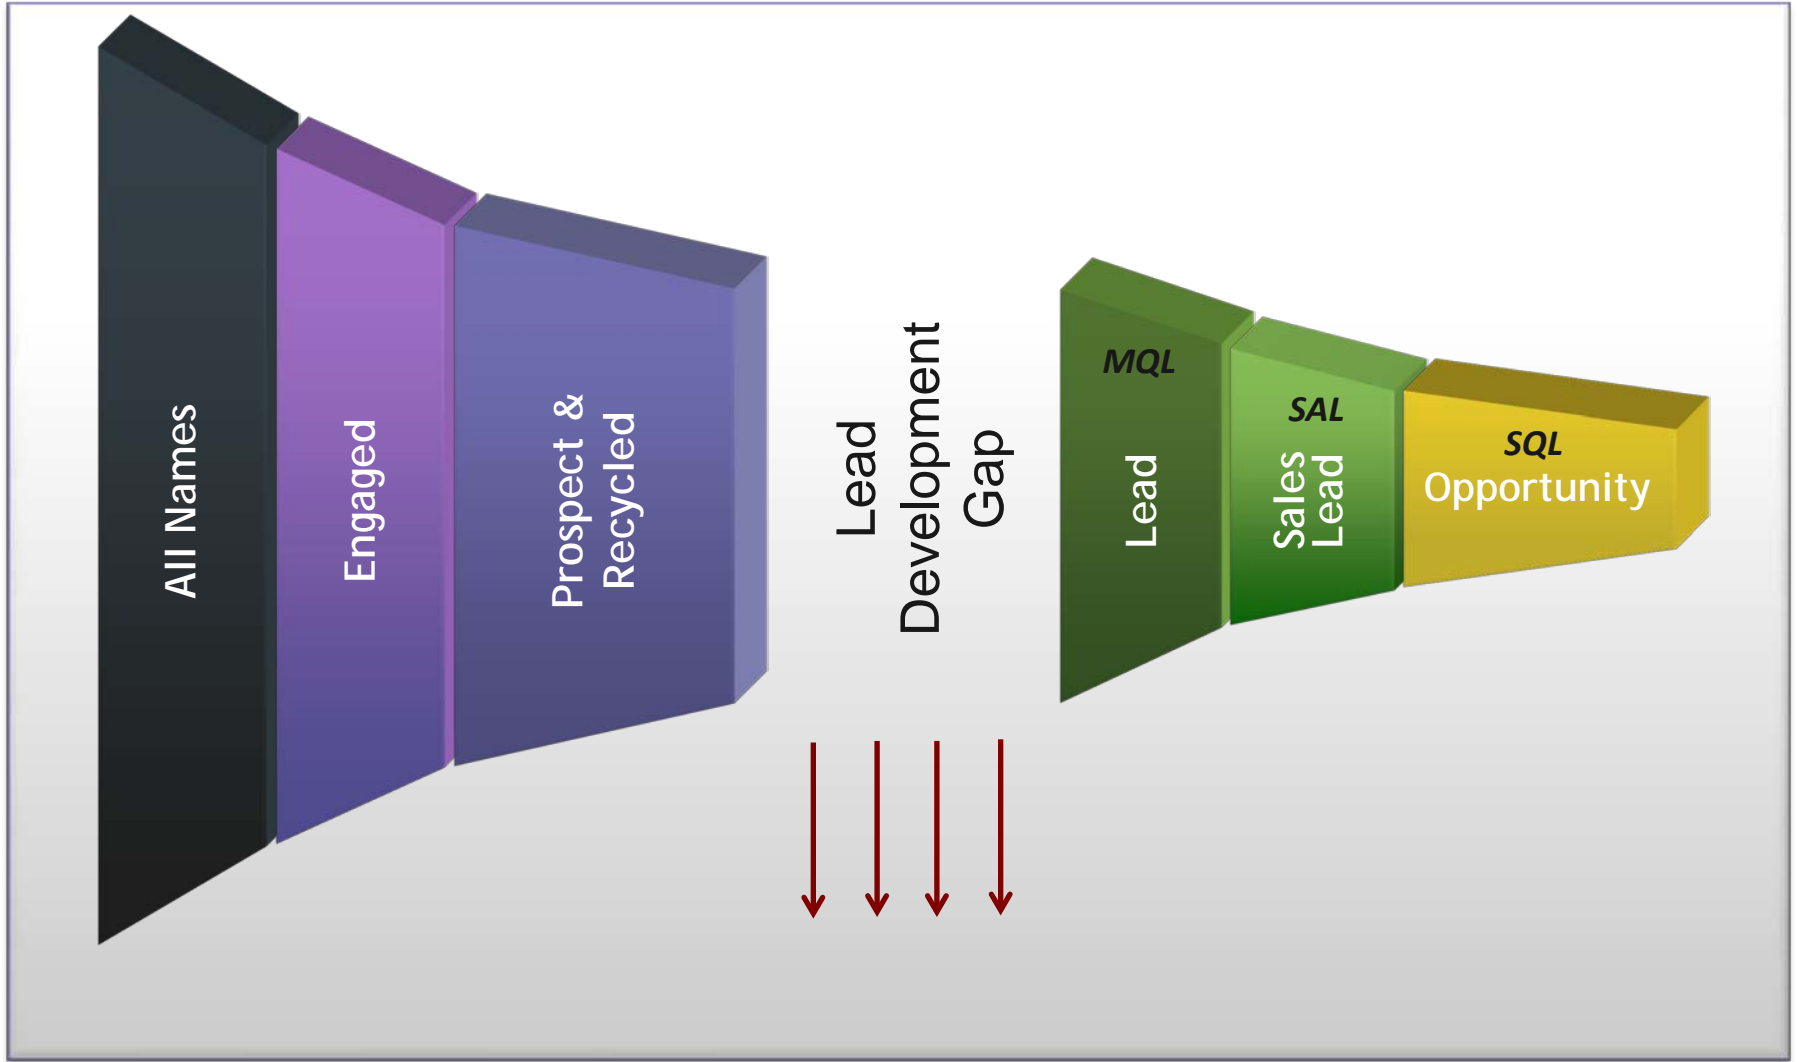 All Names
Engaged
Prospect &
Recycled
Lead
Development
Gap
MQL
Lead
SAL
Sales
Lead
SQL
Opportunity